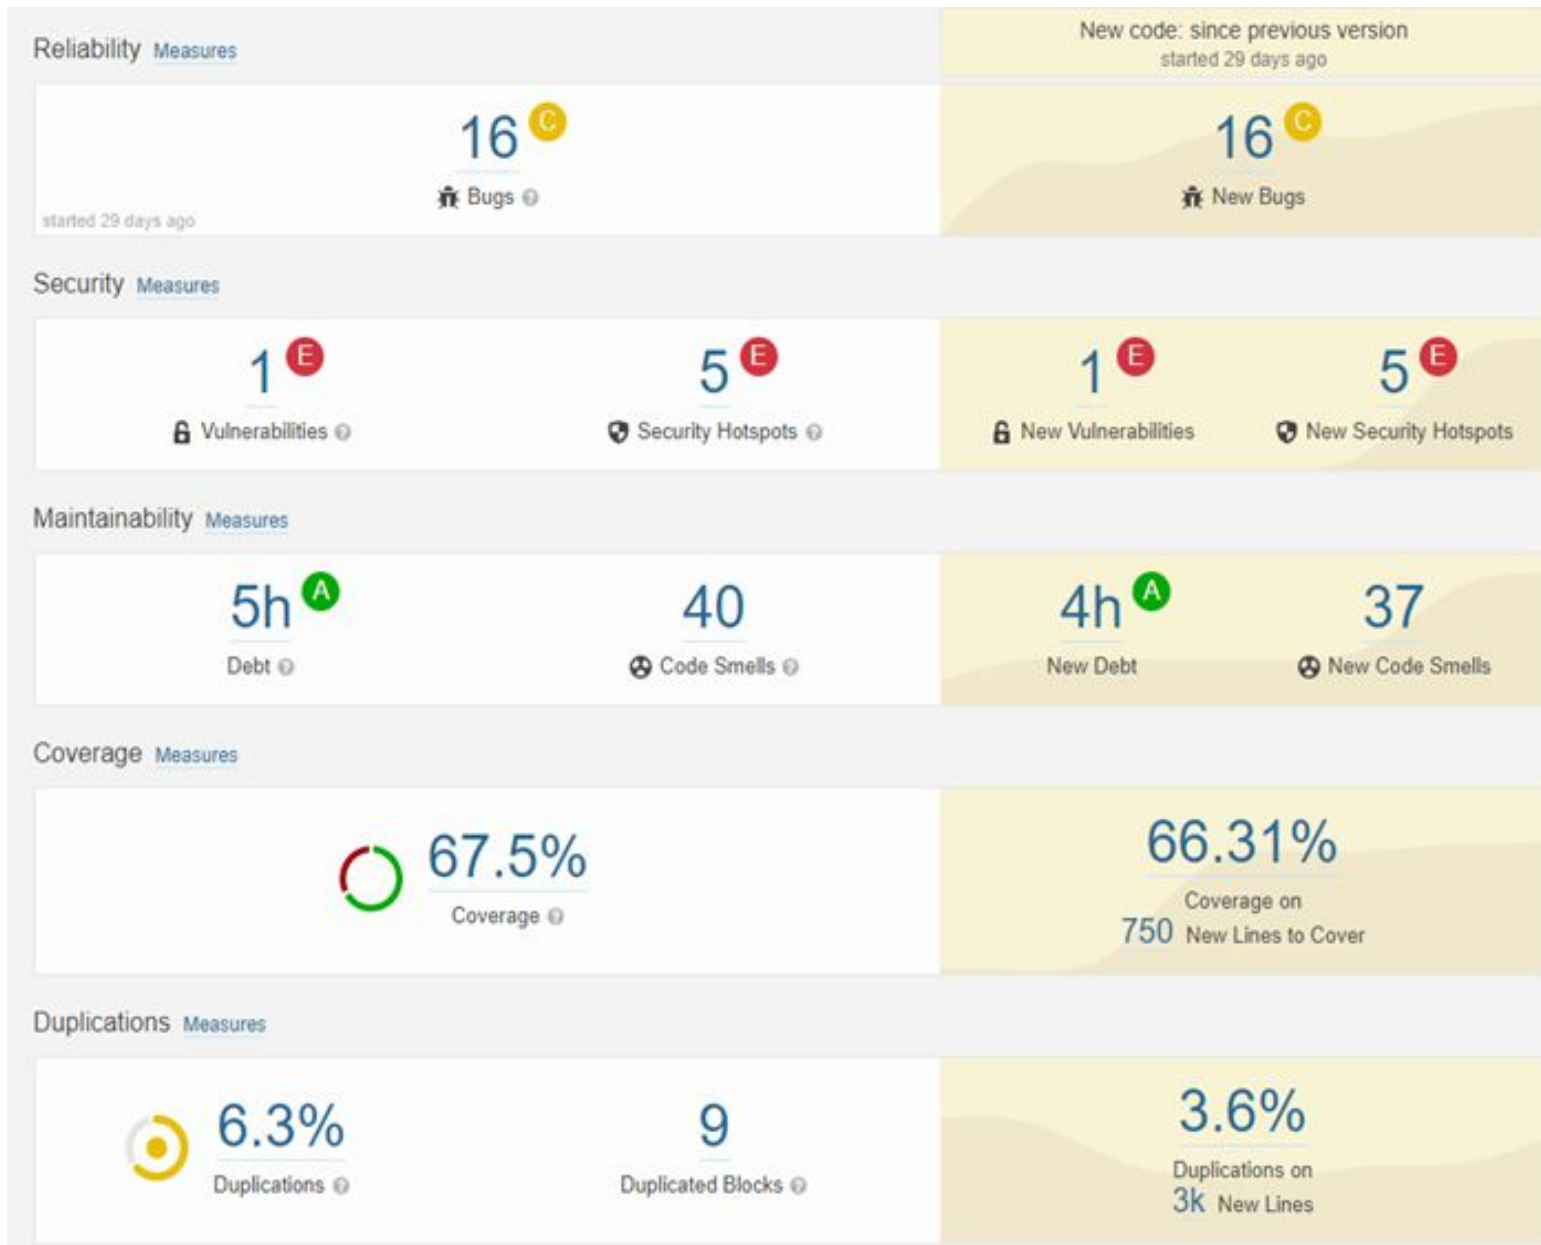 Reliability Measures
New code: since previous version
started 29 days ago
16 C
Bugs ?
started 29 days ago
16 C
New Bugs
Security Measures
1 E
Vulnerabilities ?
5 E
Security Hotspots ?
1 E
New Vulnerabilities
5 E
New Security Hotspots
Maintainability Measures
5h A
Debt ?
40
Code Smells ?
4h A
New Debt
37
New Code Smells
Coverage Measures
67.5%
Coverage ?
66.31%
Coverage on
750 New Lines to Cover
Duplications Measures
6.3%
Duplications ?
9
Duplicated Blocks ?
3.6%
Duplications on
3k New Lines